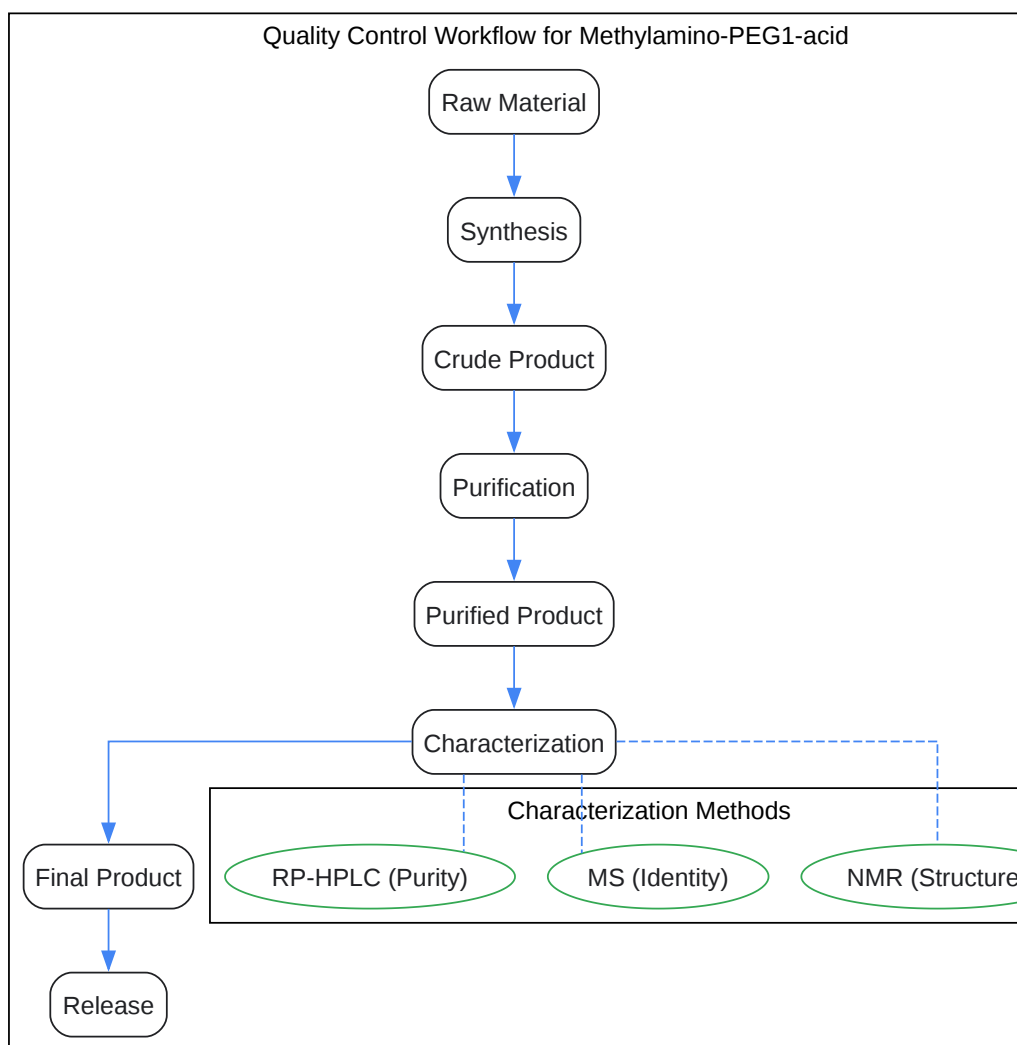 Quality Control Workflow for Methylamino-PEG1-acid
Raw Material
Synthesis
Crude Product
Purification
Purified Product
Characterization
Characterization Methods
Final Product
RP-HPLC (Purity)
MS (Identity)
NMR (Structure
Release